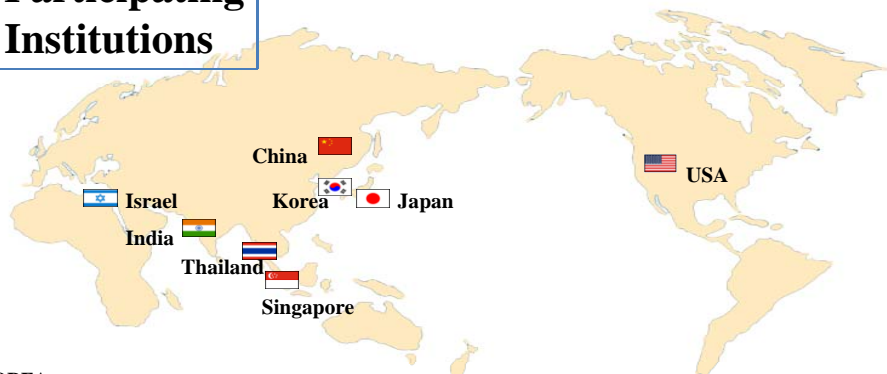 Participating
Institutions
China
USA
Israel
Korea
Japan
India
Thailand
Singapore